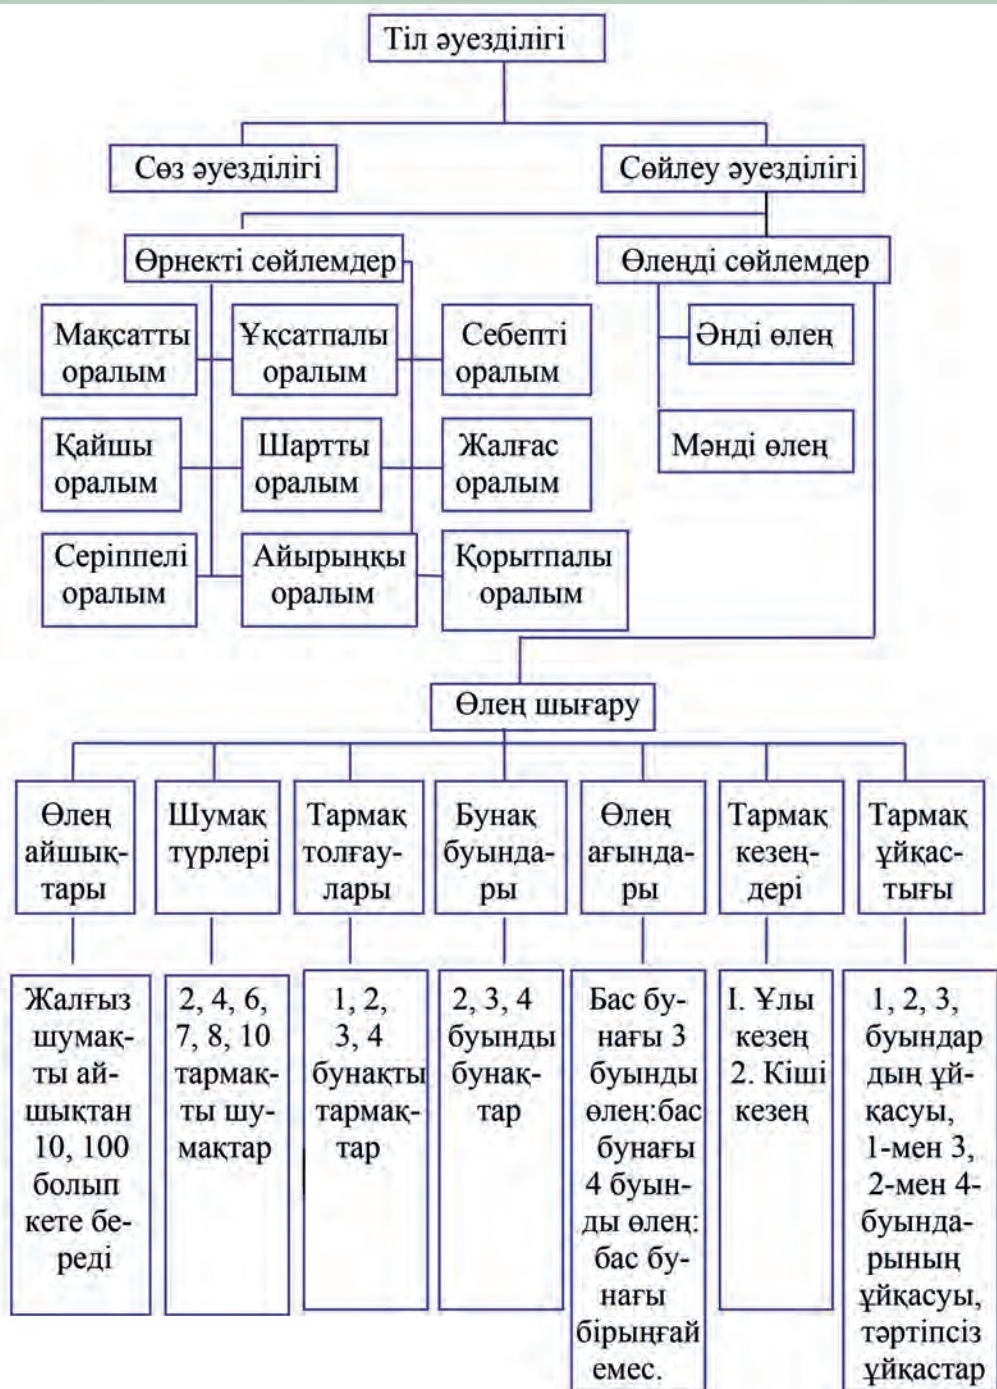 Тіл әуезділігі
Сөз әуезділігі
Сөйлеу әуезділігі
Өрнекті сөйлемдер
Өлеңді сөйлемдер
Мақсатты
оралым
Ұқсатпалы
оралым
Себепті
оралым
Әнді өлең
Қайшы
оралым
Шартты
оралым
Жалғас
оралым
Мәнді өлең
Серіппелі
оралым
Айырыңқы
оралым
Қорытпалы
оралым
Өлең шығару
Өлең
айшық-
тары
Шумақ
түрлері
Тармақ
толғау-
лары
Бунақ
буында-
ры
Өлең
ағында-
ры
Тармақ
кезең-
дері
Тармақ
ұйқас-
тығы
Жалғыз
шумақ-
ты ай-
шықтан
10, 100
болып
кете бе-
реді
2, 4, 6,
7, 8, 10
тармақ-
ты шу-
мақтар
1, 2,
3, 4
бунақты
тармақ-
тар
2, 3, 4
буынды
бунақ-
тар
Бас бу-
нағы 3
буынды
өлең:бас
бунағы
4 буын-
ды өлең:
бас бу-
нағы
бірыңғай
емес.
I. Ұлы
кезең
2. Кіші
кезең
1, 2, 3,
буындар
дың ұй-
қасуы,
1-мен 3,
2-мен 4-
буында-
рының
ұйқасуы,
тәртіпсіз
ұйқастар